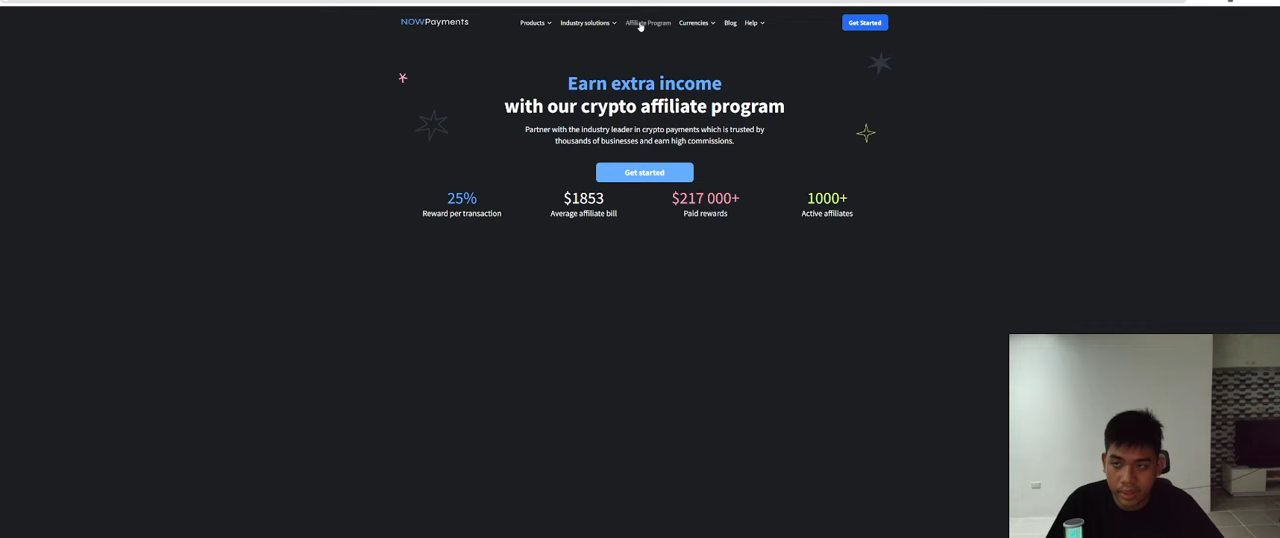 NOWPayments
Products
Industry solutions
Affiliate Program
Currencies
Blog
Help
Get Started
Earn extra income
with our crypto affiliate program
Partner with the industry leader in crypto payments which is trusted by
thousands of businesses and earn high commissions.
Get started
25%
Reward per transaction
$1853
Average affiliate bill
$217 000+
Paid rewards
1000+
Active affiliates